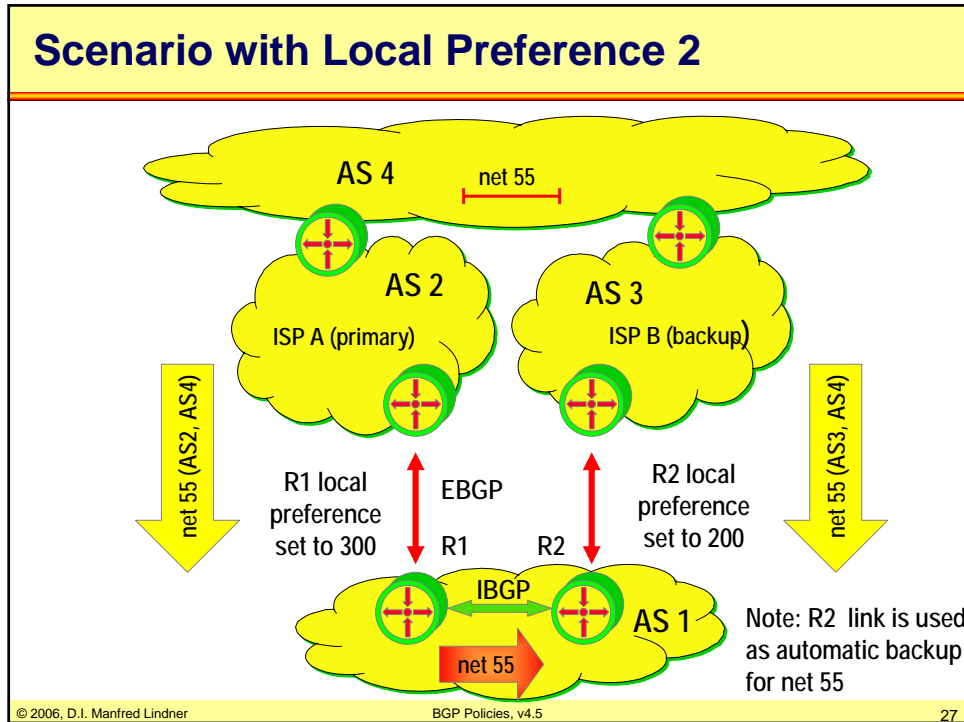 Scenario with Local Preference 2
AS 4
net 55
AS 2
AS 3
ISP A (primary)
ISP B (backup)
net 55 (AS2, AS4)
R1 local
preference
set to 300
EBGP
R1
R2
R2 local
preference
set to 200
net 55 (AS3, AS4)
IBGP
AS 1
net 55
Note: R2 link is used
as automatic backup
for net 55
© 2006, D.I. Manfred Lindner
BGP Policies, v4.5
27